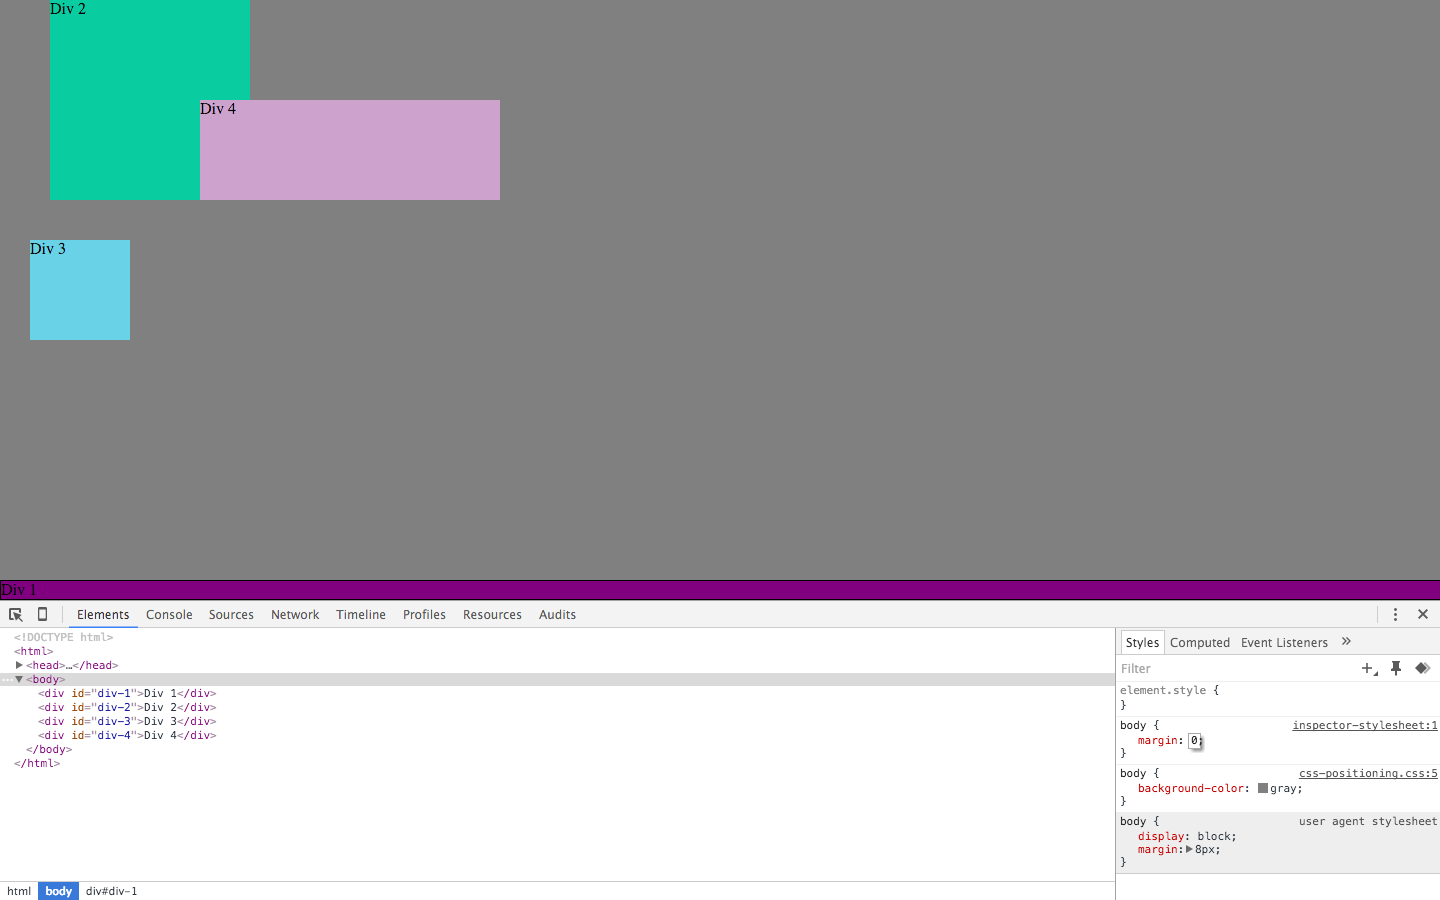 Div 2
Div 4
Div 3
Div 1
Elements Console Sources Network Timeline Profiles Resources Audits
<!DOCTYPE html>
<html>
<head>…</head>
<body>
<div id="div-1">Div 1</div>
<div id="div-2">Div 2</div>
<div id="div-3">Div 3</div>
<div id="div-4">Div 4</div>
</body>
</html>
html body div#div-1
Styles Computed Event Listeners »
Filter
element.style {
}
body { inspector-stylesheet:1
margin: 0;
}
body { css-positioning.css:5
background-color: gray;
}
body { user agent stylesheet
display: block;
margin: 8px;
}